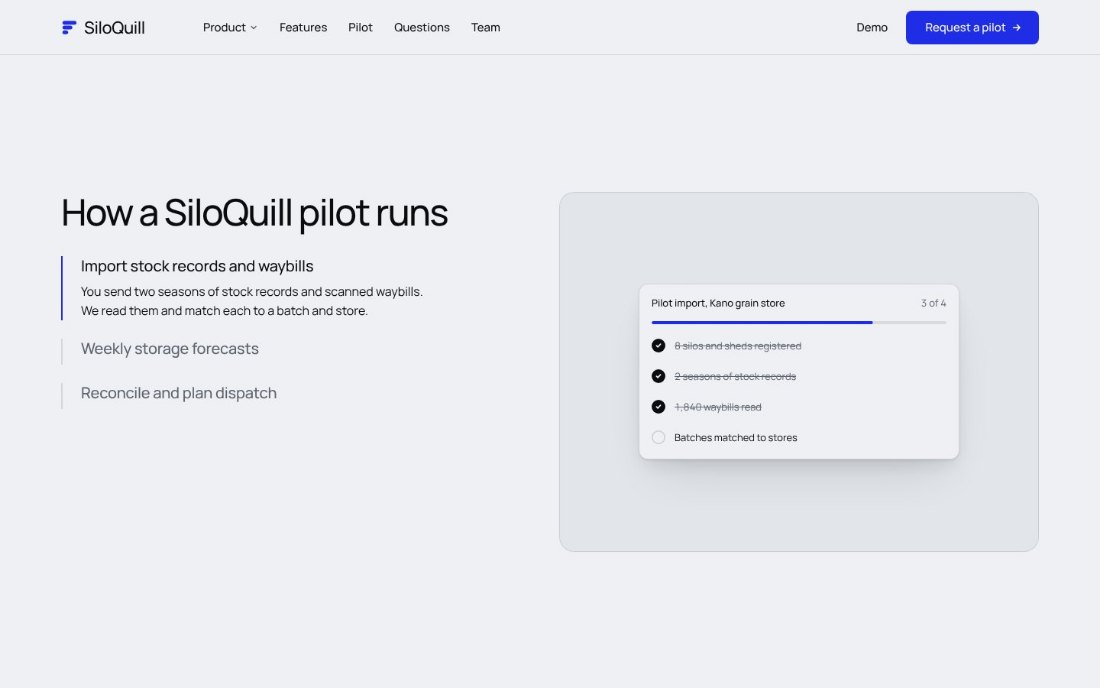 SiloQuill
Product
Features
Pilot
Questions
Team
Demo
Request a pilot
How a SiloQuill pilot runs
Import stock records and waybills
You send two seasons of stock records and scanned waybills.
We read them and match each to a batch and store.
Weekly storage forecasts
Reconcile and plan dispatch
Pilot import, Kano grain store
3 of 4
8 silos and sheds registered
2 seasons of stock records
1,840 waybills read
Batches matched to stores